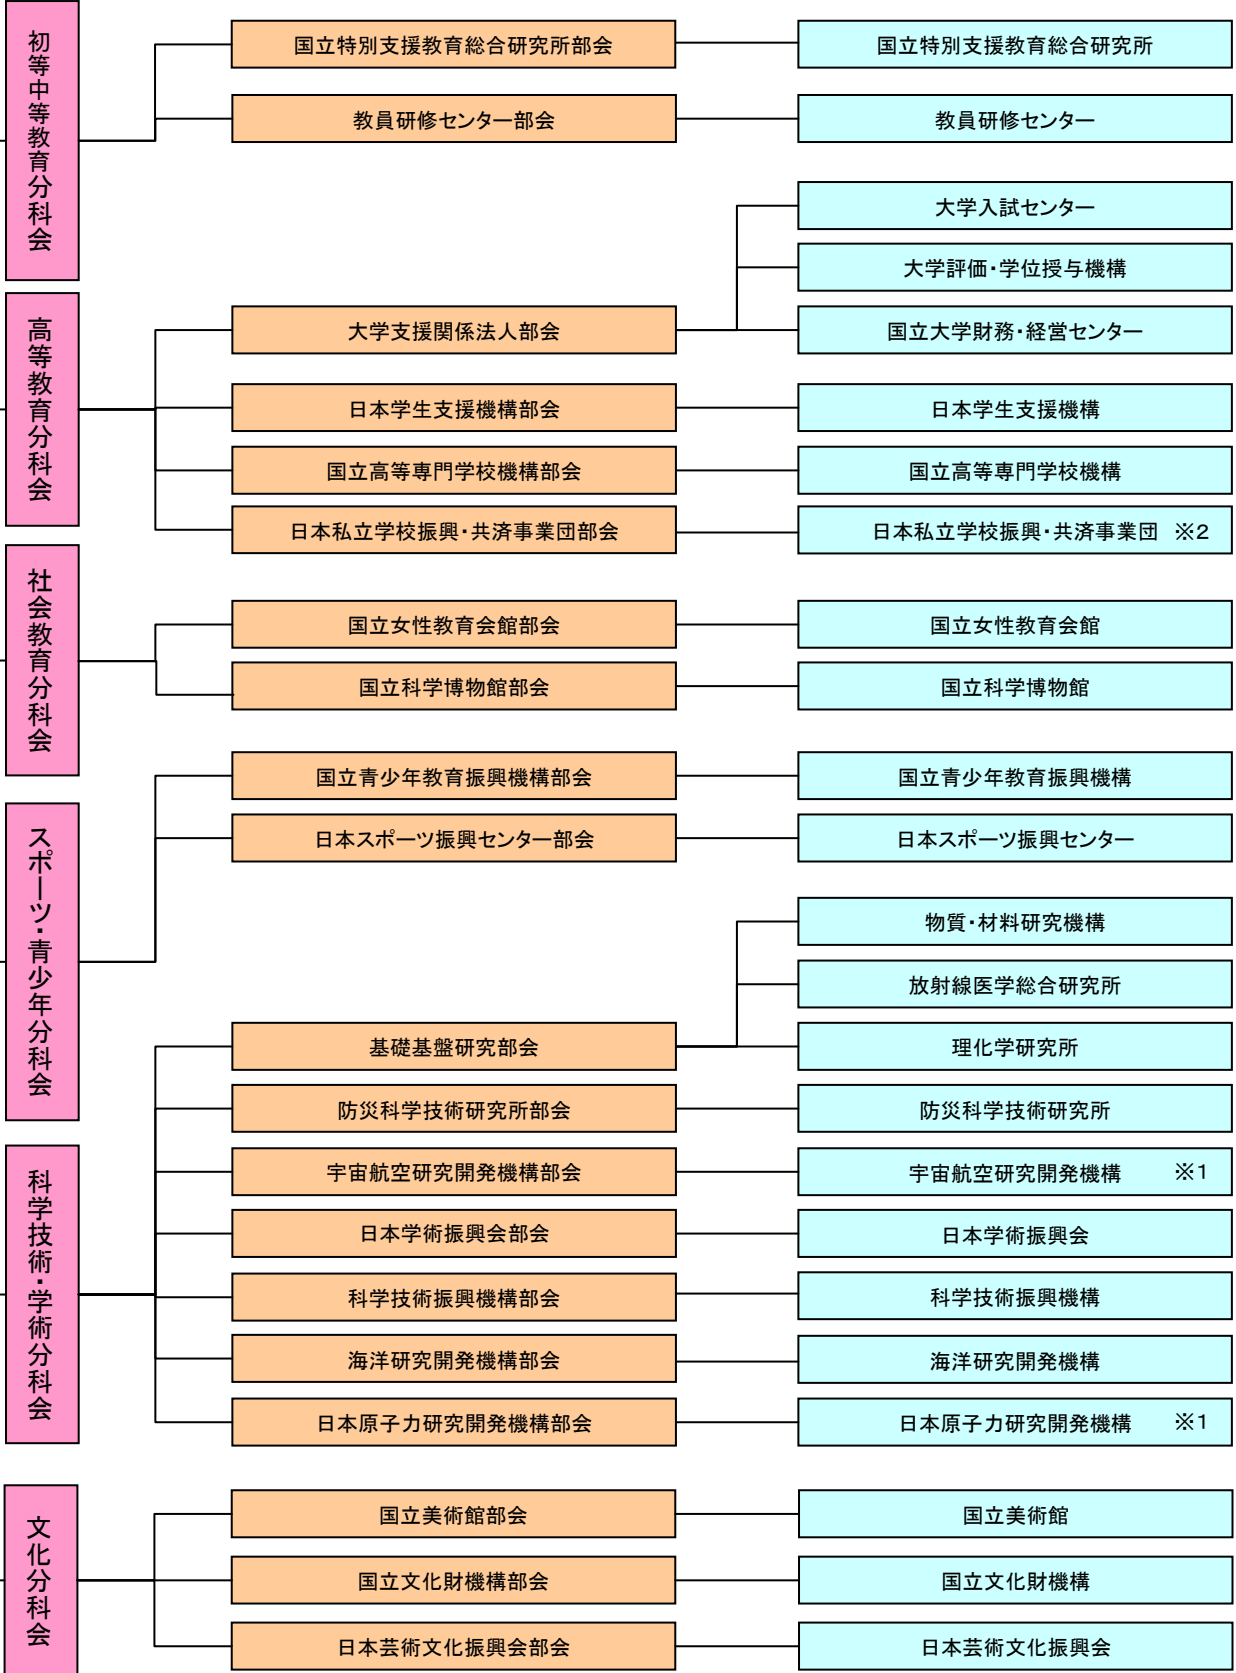 初等中等教育分科会
国立特別支援教育総合研究所部会
国立特別支援教育総合研究所
教員研修センター部会
教員研修センター
高等教育分科会
大学支援関係法人部会
大学入試センター
大学評価・学位授与機構
国立大学財務・経営センター
日本学生支援機構部会
日本学生支援機構
国立高等専門学校機構部会
国立高等専門学校機構
日本私立学校振興・共済事業団部会
日本私立学校振興・共済事業団 ※2
社会教育分科会
国立女性教育会館部会
国立女性教育会館
国立科学博物館部会
国立科学博物館
スポーツ・青少年分科会
国立青少年教育振興機構部会
国立青少年教育振興機構
日本スポーツ振興センター部会
日本スポーツ振興センター
科学技術・学術分科会
基礎基盤研究部会
物質・材料研究機構
放射線医学総合研究所
理化学研究所
防災科学技術研究所部会
防災科学技術研究所
宇宙航空研究開発機構部会
宇宙航空研究開発機構 ※1
日本学術振興会部会
日本学術振興会
科学技術振興機構部会
科学技術振興機構
海洋研究開発機構部会
海洋研究開発機構
日本原子力研究開発機構部会
日本原子力研究開発機構 ※1
文化分科会
国立美術館部会
国立美術館
国立文化財機構部会
国立文化財機構
日本芸術文化振興会部会
日本芸術文化振興会